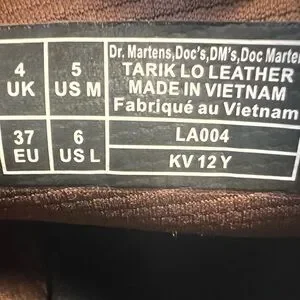 4 UK
5 US M
37 EU
6 US L
Dr. Martens,Doc's,DM's,Doc Marten
TARIK LO LEATHER
MADE IN VIETNAM
Fabriqué au Vietnam
LA004
KV 12 Y